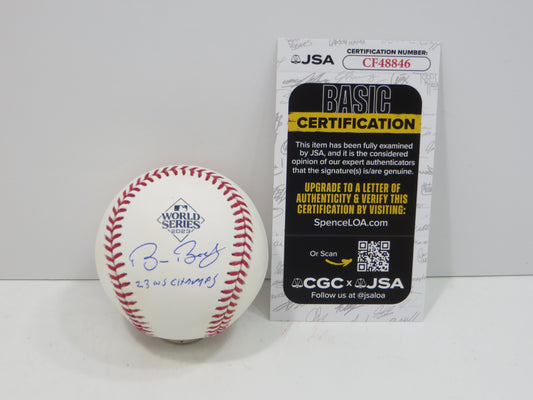 WORLD
SERIES
2023
23 WS CHAMPS
JSA
CERTIFICATION NUMBER:
CF48846
BASIC
CERTIFICATION
This item has been fully examined
by JSA, and it is the considered
opinion of our expert authenticators
that the signature(s) is/are genuine.
UPGRADE TO A LETTER OF
AUTHENTICITY & VERIFY THIS
CERTIFICATION BY VISITING:
SpenceLOA.com
Or Scan
CGC x JSA
Follow us at @jsaloa